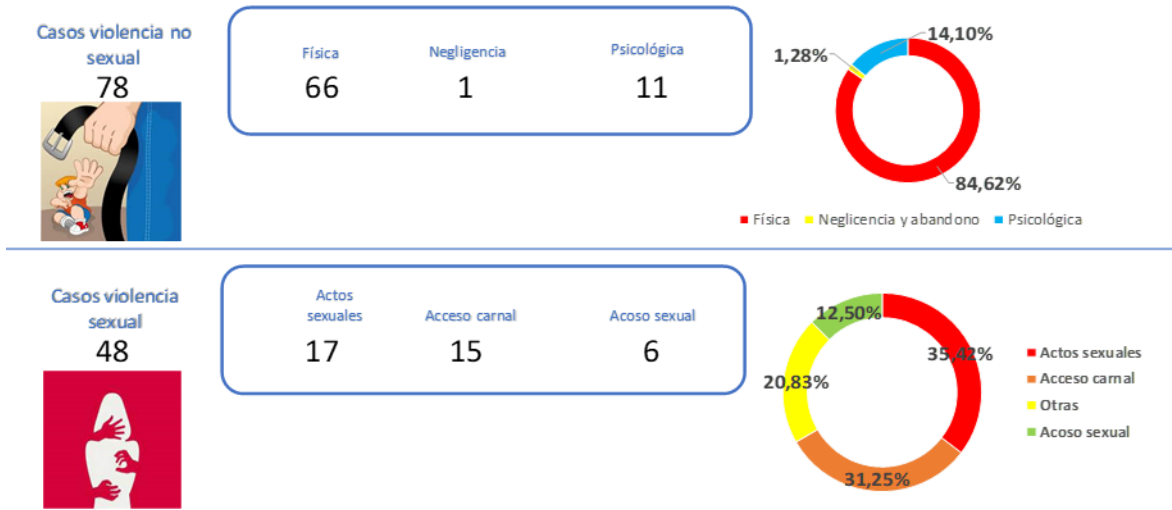 Casos violencia no
sexual
78
Física
66
Negligencia
1
Psicológica
11
14,10%
1,28%
84,62%
Física
Neglicencia y abandono
Psicológica
Casos violencia
sexual
48
Actos
sexuales
17
Acceso carnal
15
Acoso sexual
6
12,50%
35,42%
20,83%
31,25%
Actos sexuales
Acceso carnal
Otras
Acoso sexual